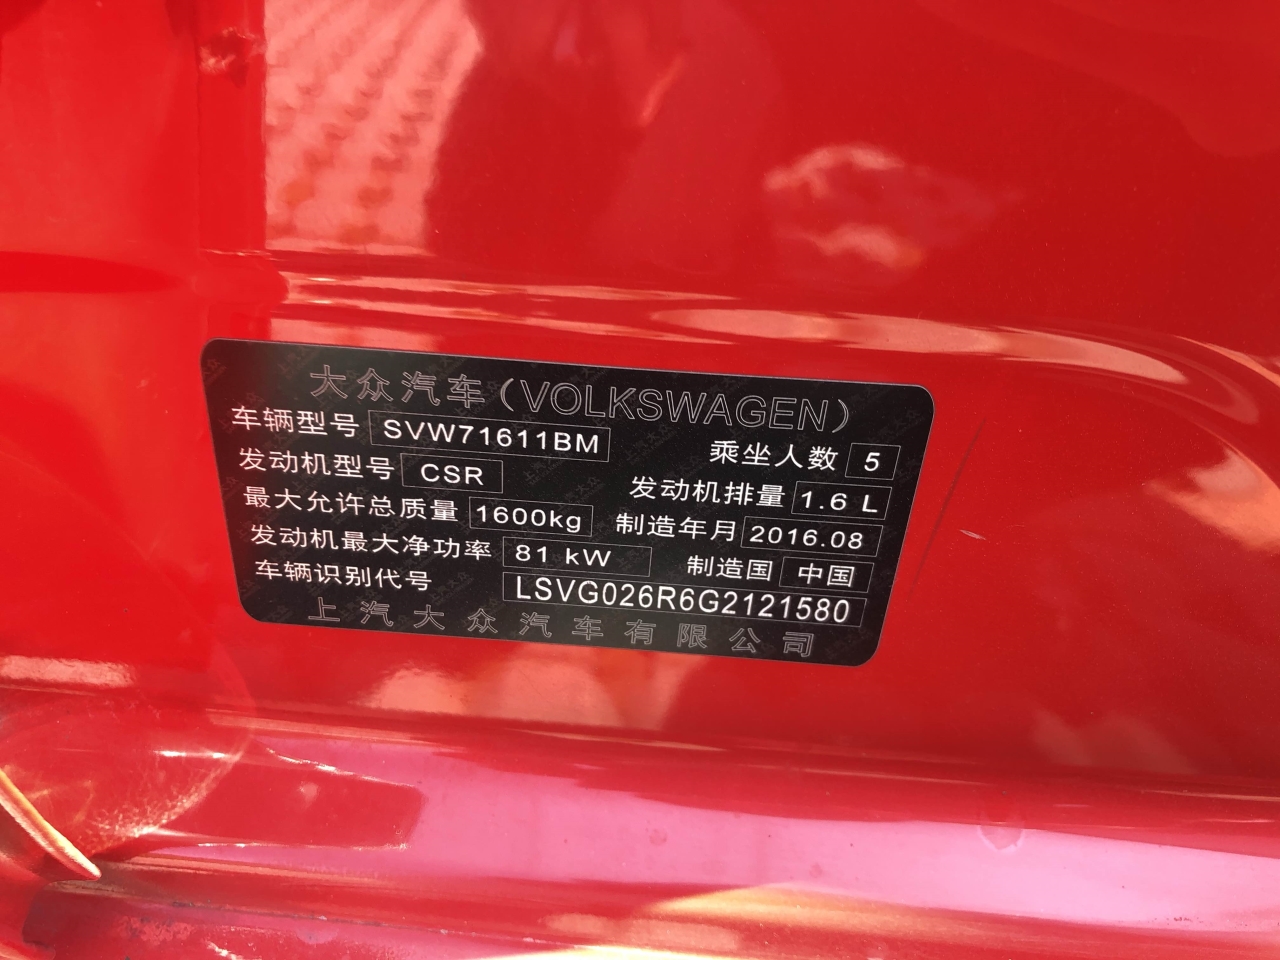 大众汽车(VOLKSWAGEN)
车辆型号 SVW71611BM 乘坐人数 5
发动机型号 CSR 发动机排量 1.6 L
最大允许总质量 1600kg 制造年月 2016.08
发动机最大净功率 81 kW 制造国 中国
车辆识别代号 LSVG026R6G2121580
上汽大众汽车有限公司